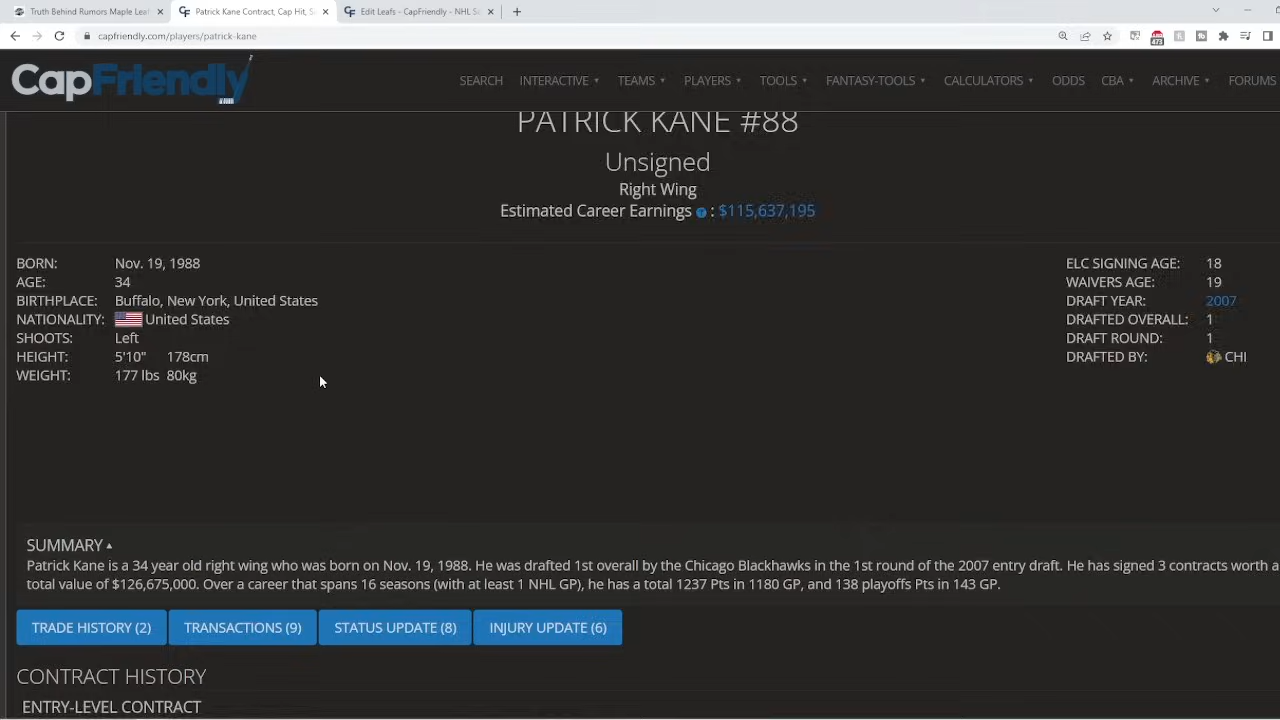 Truth Behind Rumors Maple Leaf
Patrick Kane Contract, Cap Hit, S
Edit Leafs - CapFriendly - NHL Sa
capfriendly.com/players/patrick-kane
473
CapFriendly
SEARCH INTERACTIVE TEAMS PLAYERS TOOLS FANTASY-TOOLS CALCULATORS ODDS CBA ARCHIVE FORUMS
PATRICK KANE #88
Unsigned
Right Wing
Estimated Career Earnings : $115,637,195
BORN: Nov. 19, 1988
AGE: 34
BIRTHPLACE: Buffalo, New York, United States
NATIONALITY: United States
SHOOTS: Left
HEIGHT: 5'10" 178cm
WEIGHT: 177 lbs 80kg
ELC SIGNING AGE: 18
WAIVERS AGE: 19
DRAFT YEAR: 2007
DRAFTED OVERALL: 1
DRAFT ROUND: 1
DRAFTED BY: CHI
SUMMARY
Patrick Kane is a 34 year old right wing who was born on Nov. 19, 1988. He was drafted 1st overall by the Chicago Blackhawks in the 1st round of the 2007 entry draft. He has signed 3 contracts worth a
total value of $126,675,000. Over a career that spans 16 seasons (with at least 1 NHL GP), he has a total 1237 Pts in 1180 GP, and 138 playoffs Pts in 143 GP.
TRADE HISTORY (2) TRANSACTIONS (9) STATUS UPDATE (8) INJURY UPDATE (6)
CONTRACT HISTORY
ENTRY-LEVEL CONTRACT